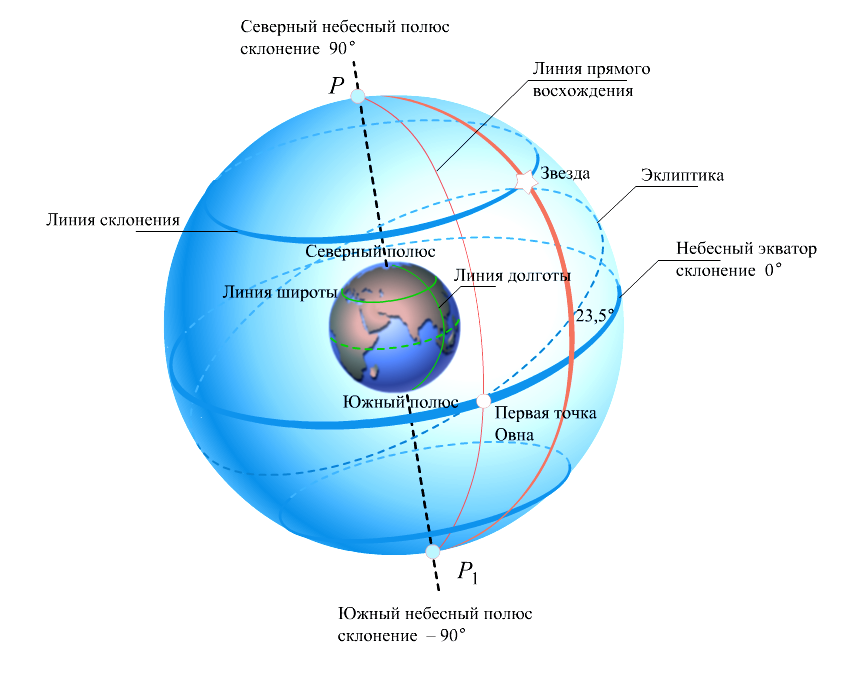 Северный небесный полюс
склонение 90°
P
Линия прямого
восхождения
Звезда
Эклиптика
Линия склонения
Небесный экватор
склонение 0°
Северный полюс
Линия долготы
Линия широты
23,5°
Южный полюс
Первая точка
Овна
P₁
Южный небесный полюс
склонение – 90°